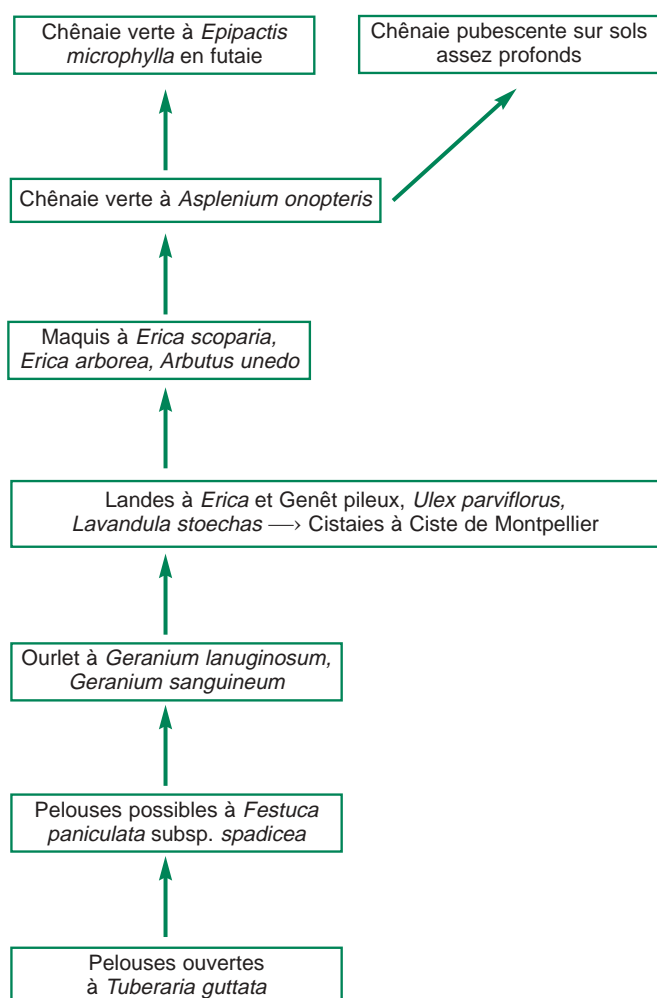 Chênaie verte à Epipactis
microphylla en futaie
Chênaie pubescente sur sols
assez profonds
Chênaie verte à Asplenium onopteris
Maquis à Erica scoparia,
Erica arborea, Arbutus unedo
Landes à Erica et Genêt pileux, Ulex parviflorus,
Lavandula stoechas ⟶ Cistaies à Ciste de Montpellier
Ourlet à Geranium lanuginosum,
Geranium sanguineum
Pelouses possibles à Festuca
paniculata subsp. spadicea
Pelouses ouvertes
à Tuberaria guttata